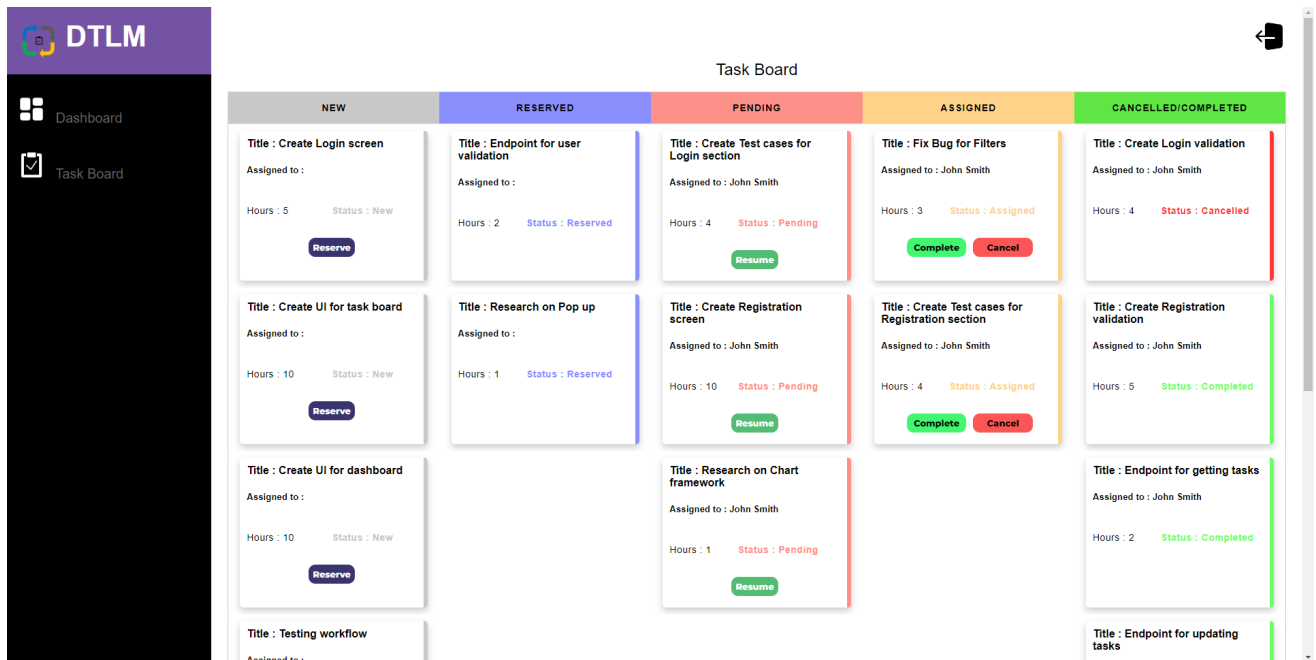 DTLM
Dashboard
Task Board
Task Board
NEW
RESERVED
PENDING
ASSIGNED
CANCELLED/COMPLETED
Title : Create Login screen
Assigned to :
Hours : 5
Status : New
Reserve
Title : Create UI for task board
Assigned to :
Hours : 10
Status : New
Reserve
Title : Create UI for dashboard
Assigned to :
Hours : 10
Status : New
Reserve
Title : Testing workflow
Assigned to :
Title : Endpoint for user
validation
Assigned to :
Hours : 2
Status : Reserved
Title : Research on Pop up
Assigned to :
Hours : 1
Status : Reserved
Title : Create Test cases for
Login section
Assigned to : John Smith
Hours : 4
Status : Pending
Resume
Title : Create Registration
screen
Assigned to : John Smith
Hours : 10
Status : Pending
Resume
Title : Research on Chart
framework
Assigned to : John Smith
Hours : 1
Status : Pending
Resume
Title : Fix Bug for Filters
Assigned to : John Smith
Hours : 3
Status : Assigned
Complete
Cancel
Title : Create Test cases for
Registration section
Assigned to : John Smith
Hours : 4
Status : Assigned
Complete
Cancel
Title : Create Login validation
Assigned to : John Smith
Hours : 4
Status : Cancelled
Title : Create Registration
validation
Assigned to : John Smith
Hours : 5
Status : Completed
Title : Endpoint for getting tasks
Assigned to : John Smith
Hours : 2
Status : Completed
Title : Endpoint for updating
tasks